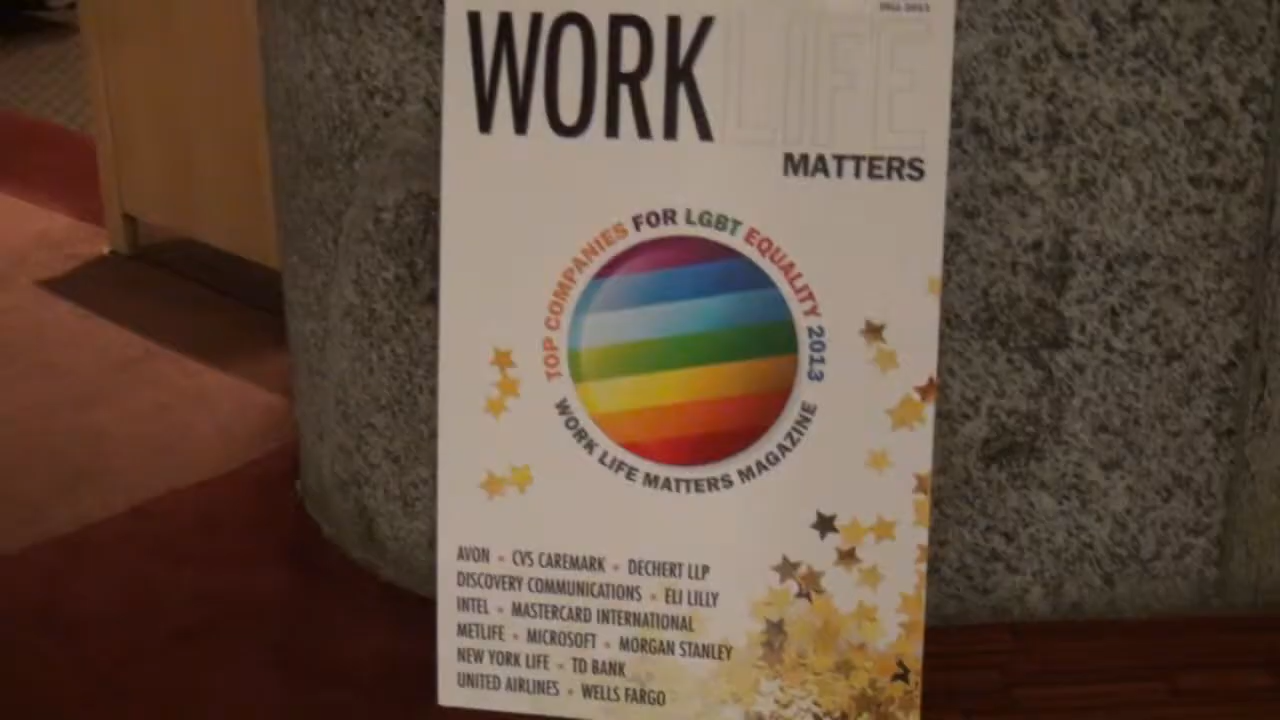 FALL 2013
WORK LIFE
MATTERS
TOP COMPANIES FOR LGBT EQUALITY 2013
WORK LIFE MATTERS MAGAZINE
AVON • CVS CAREMARK • DECHERT LLP
DISCOVERY COMMUNICATIONS • ELI LILLY
INTEL • MASTERCARD INTERNATIONAL
METLIFE • MICROSOFT • MORGAN STANLEY
NEW YORK LIFE • TD BANK
UNITED AIRLINES • WELLS FARGO